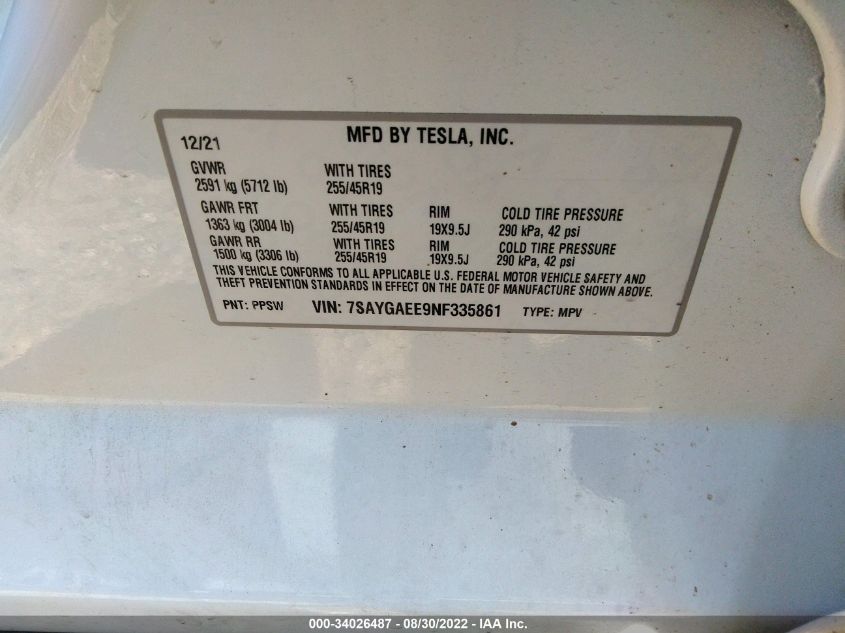 12/21 MFD BY TESLA, INC.
GVWR WITH TIRES
2591 kg (5712 lb) 255/45R19
GAWR FRT WITH TIRES RIM COLD TIRE PRESSURE
1363 kg (3004 lb) 255/45R19 19X9.5J 290 kPa, 42 psi
GAWR RR WITH TIRES RIM COLD TIRE PRESSURE
1500 kg (3306 lb) 255/45R19 19X9.5J 290 kPa, 42 psi
THIS VEHICLE CONFORMS TO ALL APPLICABLE U.S. FEDERAL MOTOR VEHICLE SAFETY AND
THEFT PREVENTION STANDARDS IN EFFECT ON THE DATE OF MANUFACTURE SHOWN ABOVE.
PNT: PPSW VIN: 7SAYGAEE9NF335861 TYPE: MPV
000-34026487 - 08/30/2022 - IAA Inc.